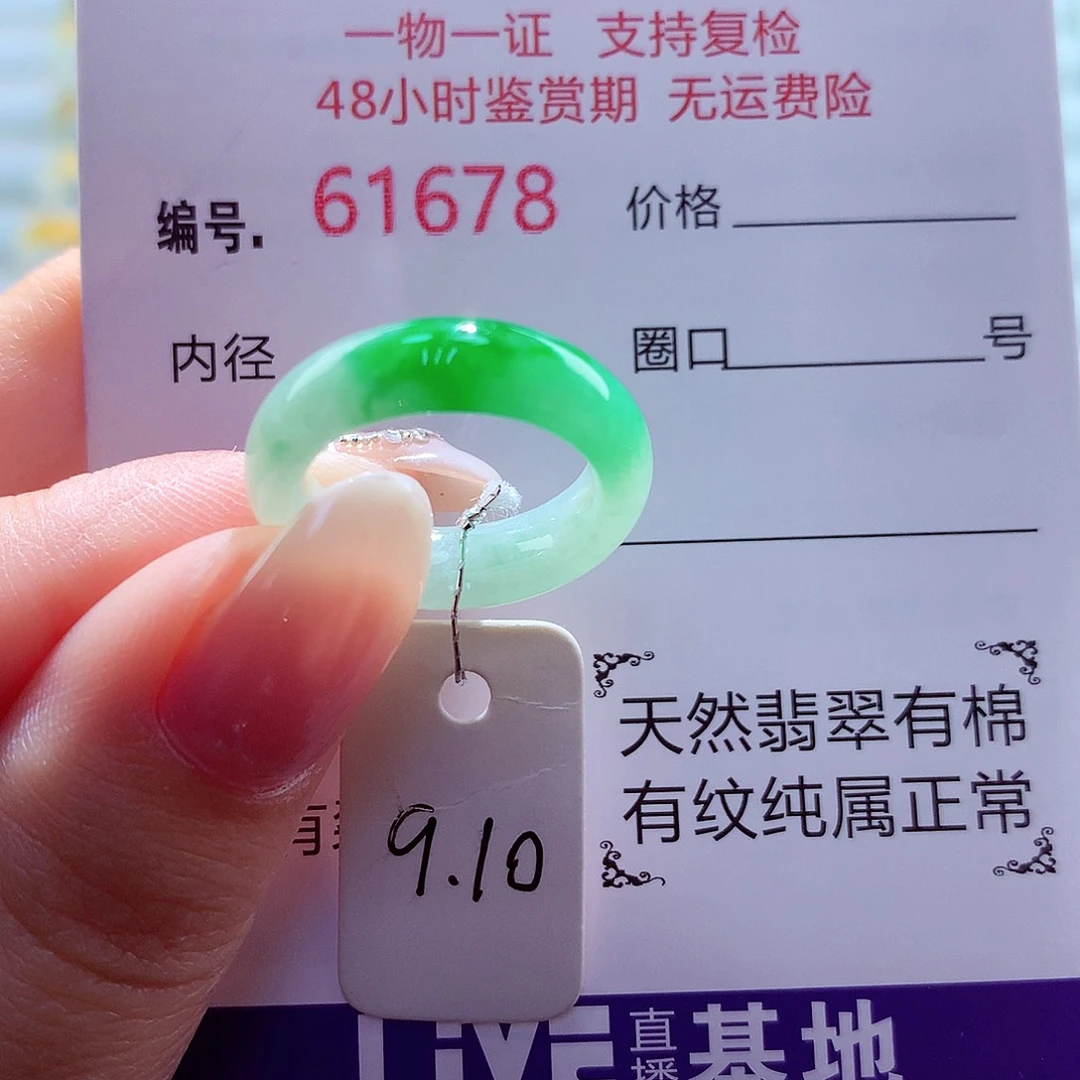 一物一证 支持复检
48小时鉴赏期 无运费险
编号. 61678 价格
内径 圈口 号
天然翡翠有棉
有纹纯属正常
9.10
LIVE 直播 基地